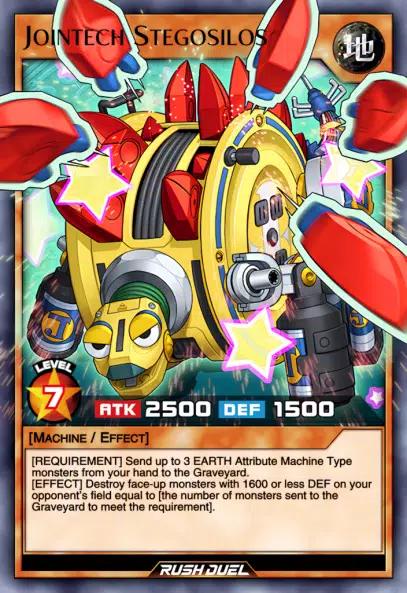 JOINTECH STEGOSILOS
地
LEVEL
7
ATK 2500 DEF 1500
[MACHINE / EFFECT]
[REQUIREMENT] Send up to 3 EARTH Attribute Machine Type
monsters from your hand to the Graveyard.
[EFFECT] Destroy face-up monsters with 1600 or less DEF on your
opponent's field equal to [the number of monsters sent to the
Graveyard to meet the requirement].
RUSH DUEL